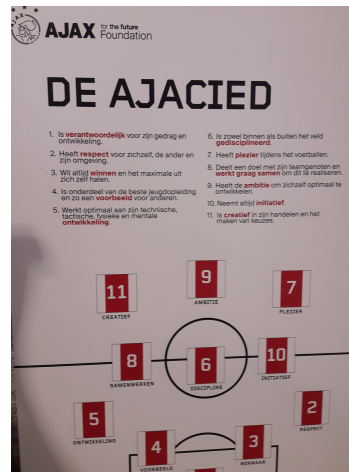 AJAX
AJAX for the future
Foundation
DE AJACIED
1. Is verantwoordelijk voor zijn gedrag en
ontwikkeling.
2. Heeft respect voor zichzelf, de ander en
zijn omgeving.
3. Wil altijd winnen en het maximale uit
zich zelf halen.
4. Is onderdeel van de beste jeugdopleiding
en zo een voorbeeld voor anderen.
5. Werkt optimaal aan zijn technische,
tactische, fysieke en mentale
ontwikkeling.
6. Is zowel binnen als buiten het veld
gedisciplineerd.
7. Heeft plezier tijdens het voetballen.
8. Deelt een doel met zijn teamgenoten en
werkt graag samen om dit te realiseren.
9. Heeft de ambitie om zichzelf optimaal te
ontwikkelen.
10. Neemt altijd initiatief.
11. Is creatief in zijn handelen en het
maken van keuzes.
9
AMBITIE
11
CREATIEF
7
PLEZIER
8
SAMENWERKEN
6
DISCIPLINE
10
INITIATIEF
5
ONTWIKKELING
2
RESPECT
4
VOORBEELD
3
WINNAAR